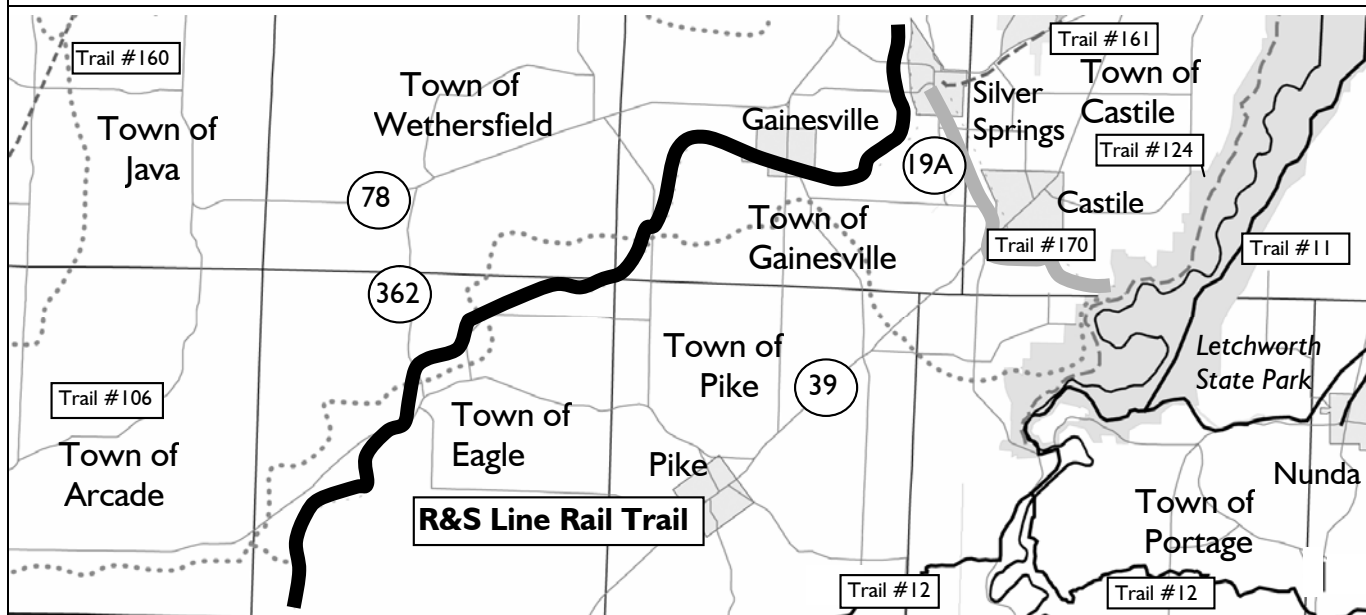 Trail #160
Trail #161
Town of
Wethersfield
Town of
Castile
Silver
Springs
Gainesville
Town of
Java
19A
Trail #124
78
Castile
Town of
Gainesville
Trail #170
Trail #11
362
Town of
Pike
Letchworth
State Park
39
Trail #106
Town of
Eagle
Town of
Arcade
Pike
Nunda
R&S Line Rail Trail
Town of
Portage
Trail #12
Trail #12